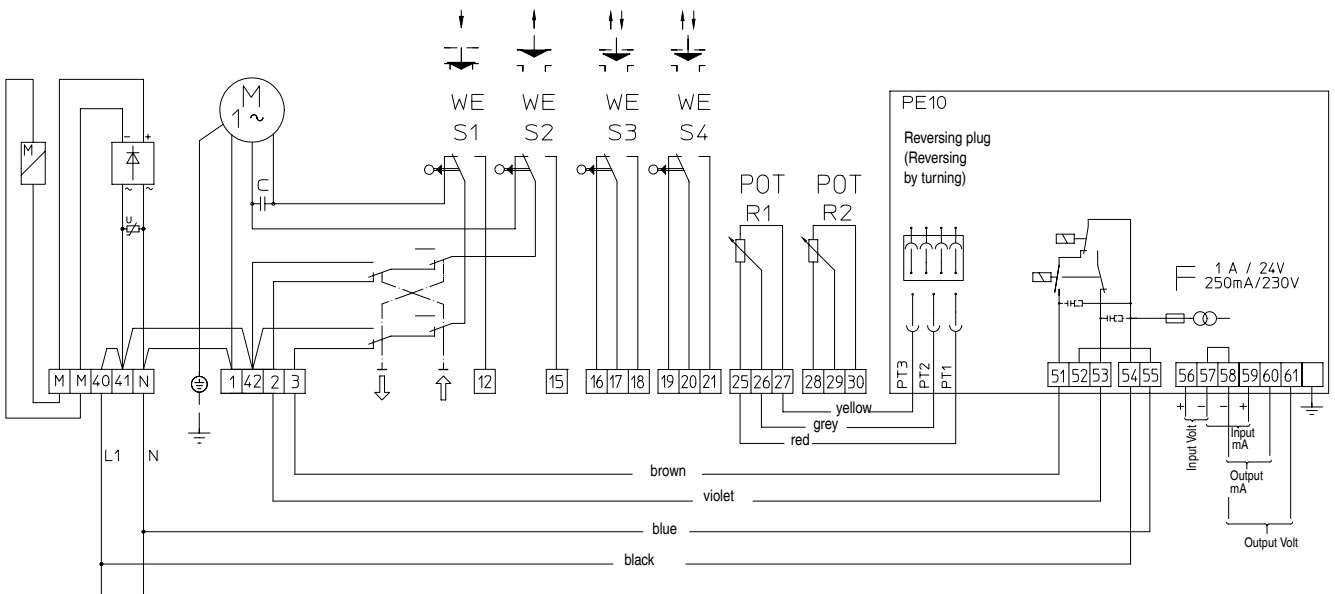 WE WE WE WE
S1 S2 S3 S4
M
1 ~
M
- +
~ ~
U
C
POT POT
R1 R2
PE10
Reversing plug
(Reversing
by turning)
1 A / 24V
250mA/230V
PT3 PT2 PT1
M M 40 41 N
1 42 2 3
12
15
16 17 18
19 20 21
25 26 27
28 29 30
51 52 53 54 55
56 57 58 59 60 61
+ - - +
Input Volt
Input
mA
Output
mA
Output Volt
yellow
grey
red
L1 N
brown
violet
blue
black